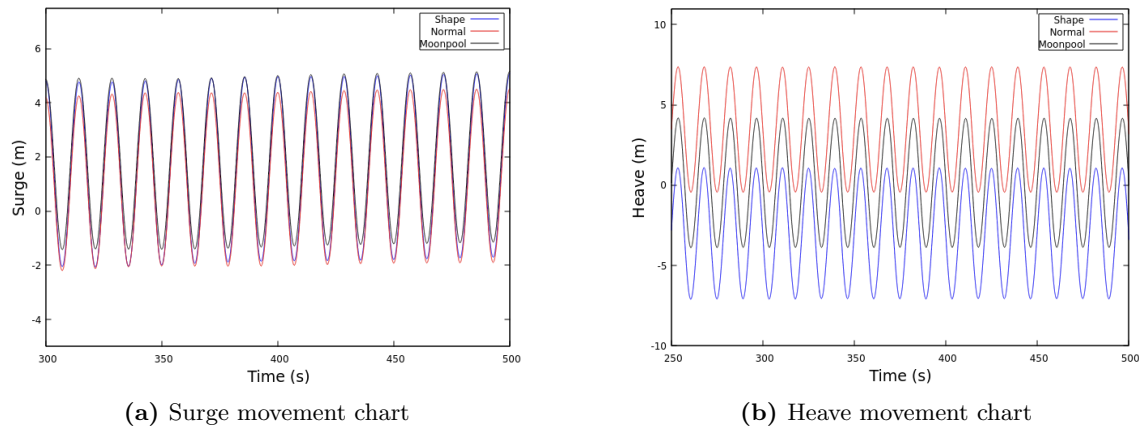 Shape
Normal
Moonpool
6
4
2
0
-2
-4
Surge (m)
300
350
400
450
500
Time (s)
(a) Surge movement chart
Shape
Normal
Moonpool
10
5
0
-5
-10
Heave (m)
250
300
350
400
450
500
Time (s)
(b) Heave movement chart